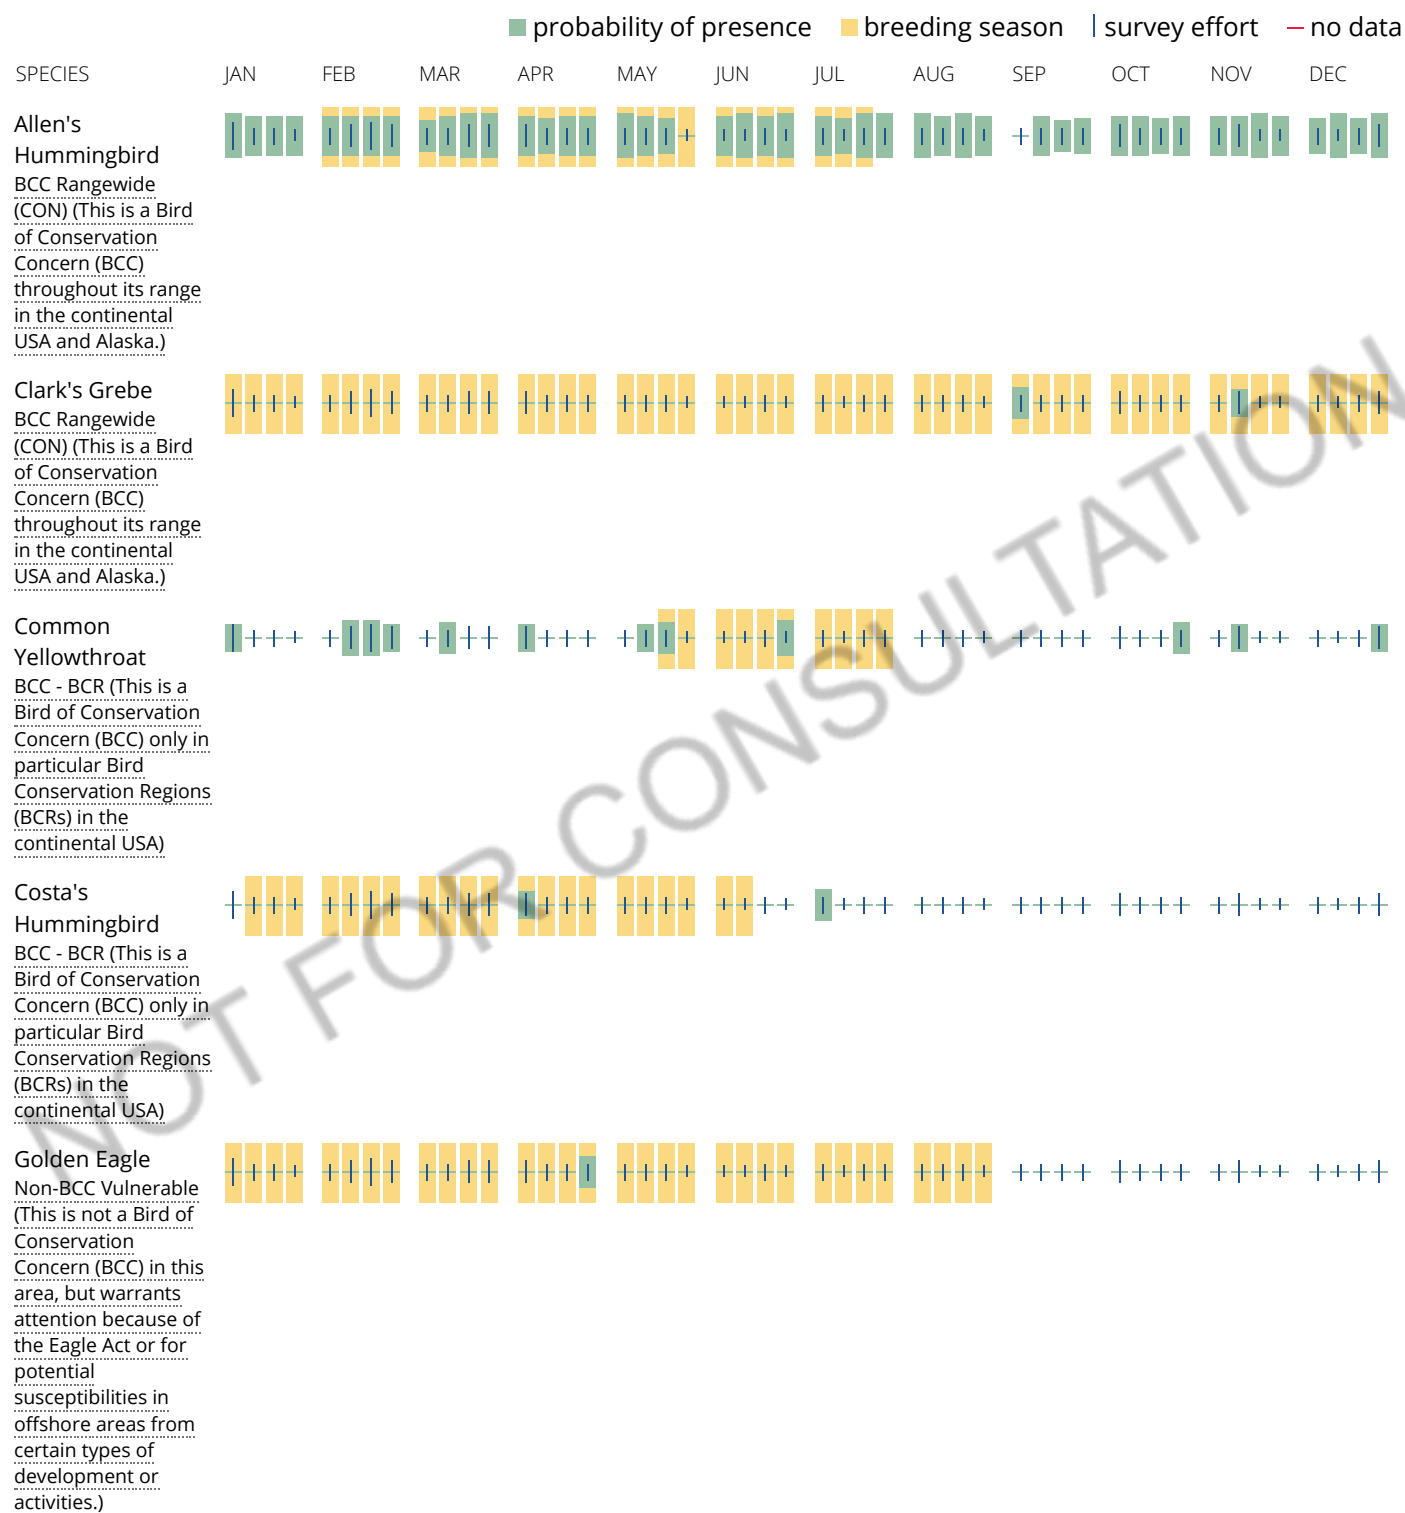 probability of presence breeding season survey effort no data
SPECIES JAN FEB MAR APR MAY JUN JUL AUG SEP OCT NOV DEC
Allen's
Hummingbird
BCC Rangewide
(CON) (This is a Bird
of Conservation
Concern (BCC)
throughout its range
in the continental
USA and Alaska.)
Clark's Grebe
BCC Rangewide
(CON) (This is a Bird
of Conservation
Concern (BCC)
throughout its range
in the continental
USA and Alaska.)
Common
Yellowthroat
BCC - BCR (This is a
Bird of Conservation
Concern (BCC) only in
particular Bird
Conservation Regions
(BCRs) in the
continental USA)
Costa's
Hummingbird
BCC - BCR (This is a
Bird of Conservation
Concern (BCC) only in
particular Bird
Conservation Regions
(BCRs) in the
continental USA)
Golden Eagle
Non-BCC Vulnerable
(This is not a Bird of
Conservation
Concern (BCC) in this
area, but warrants
attention because of
the Eagle Act or for
potential
susceptibilities in
offshore areas from
certain types of
development or
activities.)
NOT FOR CONSULTATION